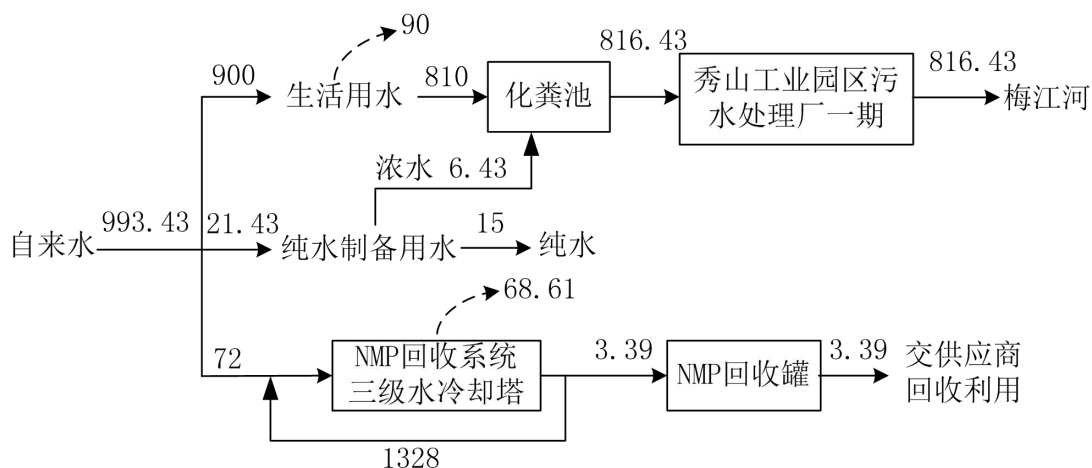 90
900
生活用水
810
化粪池
816.43
秀山工业园区污
水处理厂一期
816.43
梅江河
浓水 6.43
自来水
993.43
21.43
纯水制备用水
15
纯水
68.61
72
NMP回收系统
三级水冷却塔
3.39
NMP回收罐
3.39
交供应商
回收利用
1328